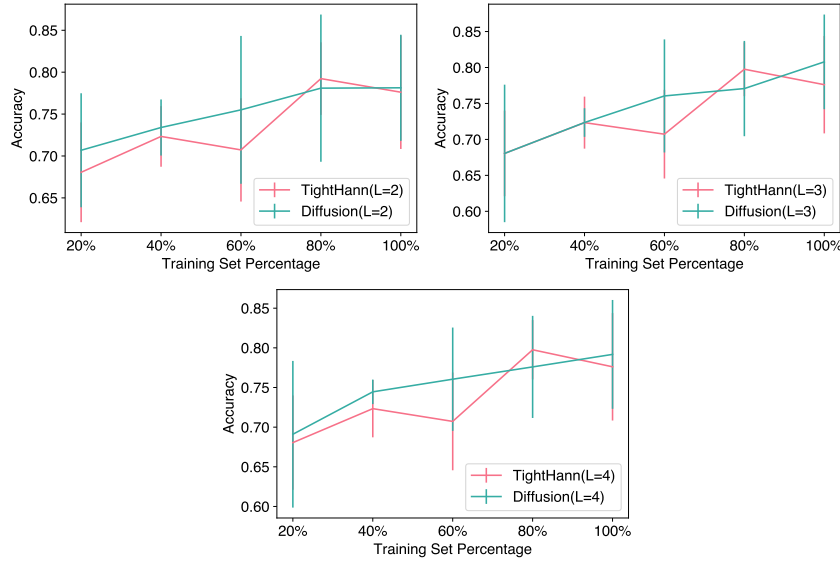 0.85
0.80
0.75
0.70
0.65
Accuracy
TightHann(L=2)
Diffusion(L=2)
20% 40% 60% 80% 100%
Training Set Percentage
0.85
0.80
0.75
0.70
0.65
0.60
Accuracy
TightHann(L=3)
Diffusion(L=3)
20% 40% 60% 80% 100%
Training Set Percentage
0.85
0.80
0.75
0.70
0.65
0.60
Accuracy
TightHann(L=4)
Diffusion(L=4)
20% 40% 60% 80% 100%
Training Set Percentage